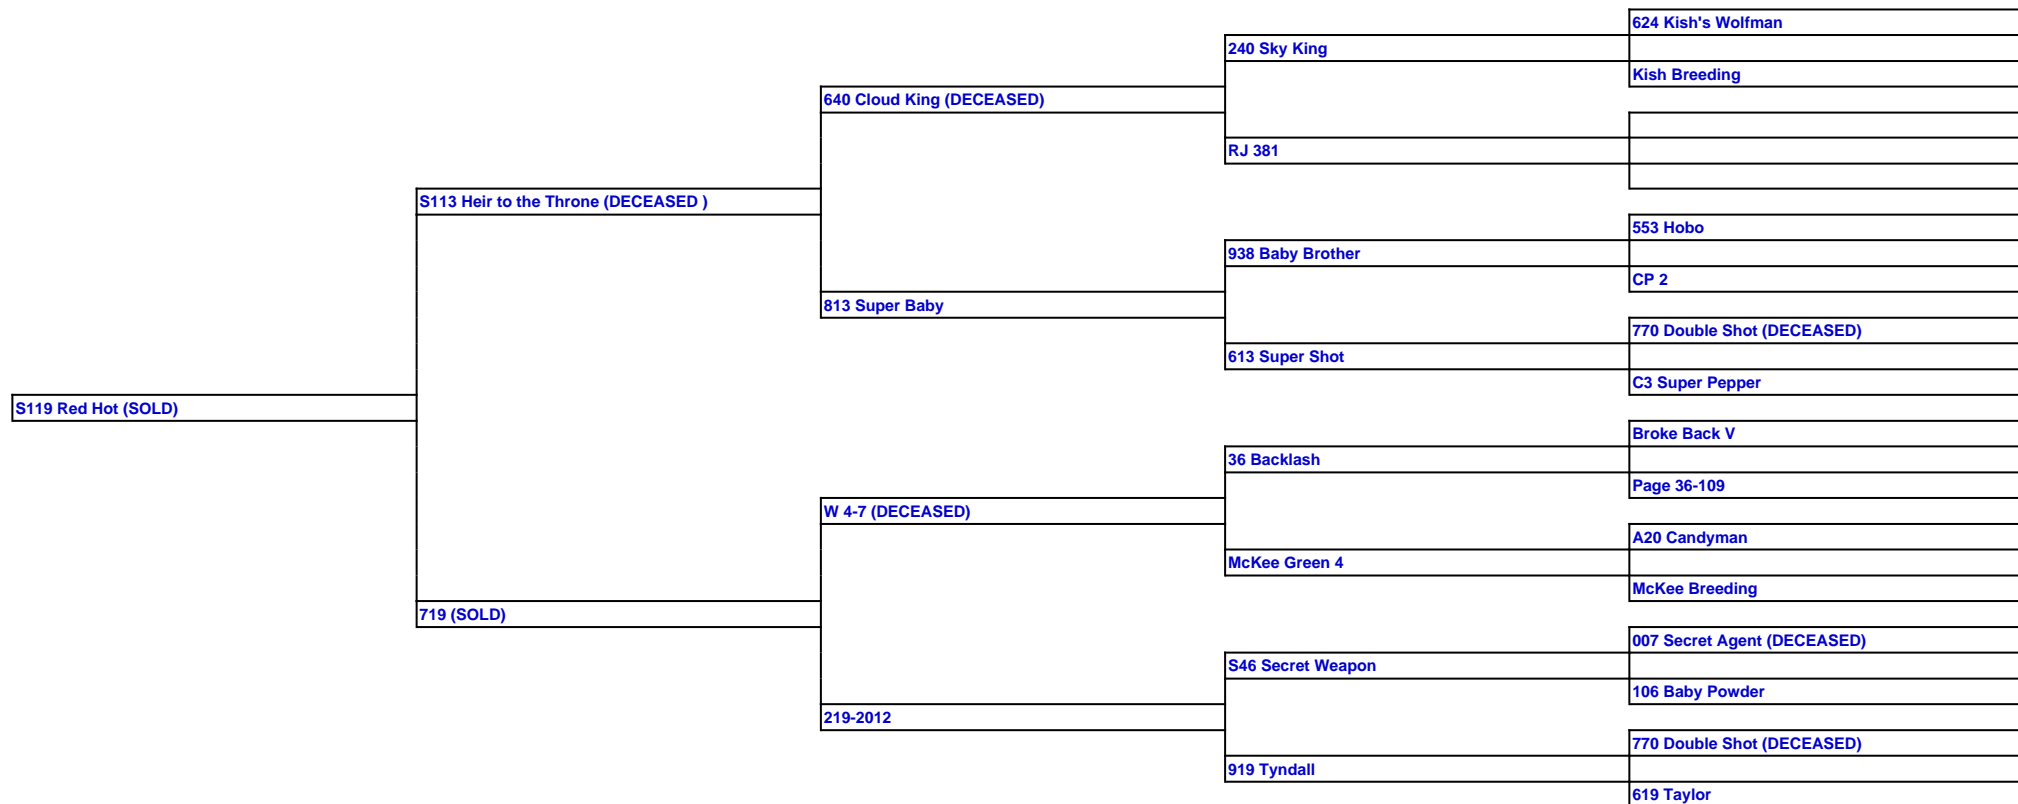 624 Kish's Wolfman
240 Sky King
Kish Breeding
640 Cloud King (DECEASED)
RJ 381
S113 Heir to the Throne (DECEASED )
553 Hobo
938 Baby Brother
CP 2
813 Super Baby
770 Double Shot (DECEASED)
613 Super Shot
C3 Super Pepper
S119 Red Hot (SOLD)
Broke Back V
36 Backlash
Page 36-109
W 4-7 (DECEASED)
A20 Candyman
McKee Green 4
McKee Breeding
719 (SOLD)
007 Secret Agent (DECEASED)
S46 Secret Weapon
106 Baby Powder
219-2012
770 Double Shot (DECEASED)
919 Tyndall
619 Taylor